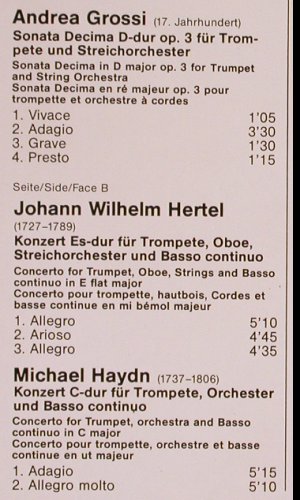 Andrea Grossi (17. Jahrhundert)
Sonata Decima D-dur op. 3 für Trom-
pete und Streichorchester
Sonata Decima in D major op. 3 for Trumpet
and String Orchestra
Sonata Decima en ré majeur op. 3 pour
trompette et orchestre à cordes
1. Vivace 1'05
2. Adagio 3'30
3. Grave 1'30
4. Presto 1'15
Seite/Side/Face B
Johann Wilhelm Hertel
(1727–1789)
Konzert Es-dur für Trompete, Oboe,
Streichorchester und Basso continuo
Concerto for Trumpet, Oboe, Strings and Basso
continuo in E flat major
Concerto pour trompette, hautbois, Cordes et
basse continue en mi bémol majeur
1. Allegro 5'10
2. Arioso 4'45
3. Allegro 4'35
Michael Haydn (1737–1806)
Konzert C-dur für Trompete, Orchester
und Basso continuo
Concerto for Trumpet, orchestra and Basso
continuo in C major
Concerto pour trompette, orchestre et basse
continue en ut majeur
1. Adagio 5'15
2. Allegro molto 5'10